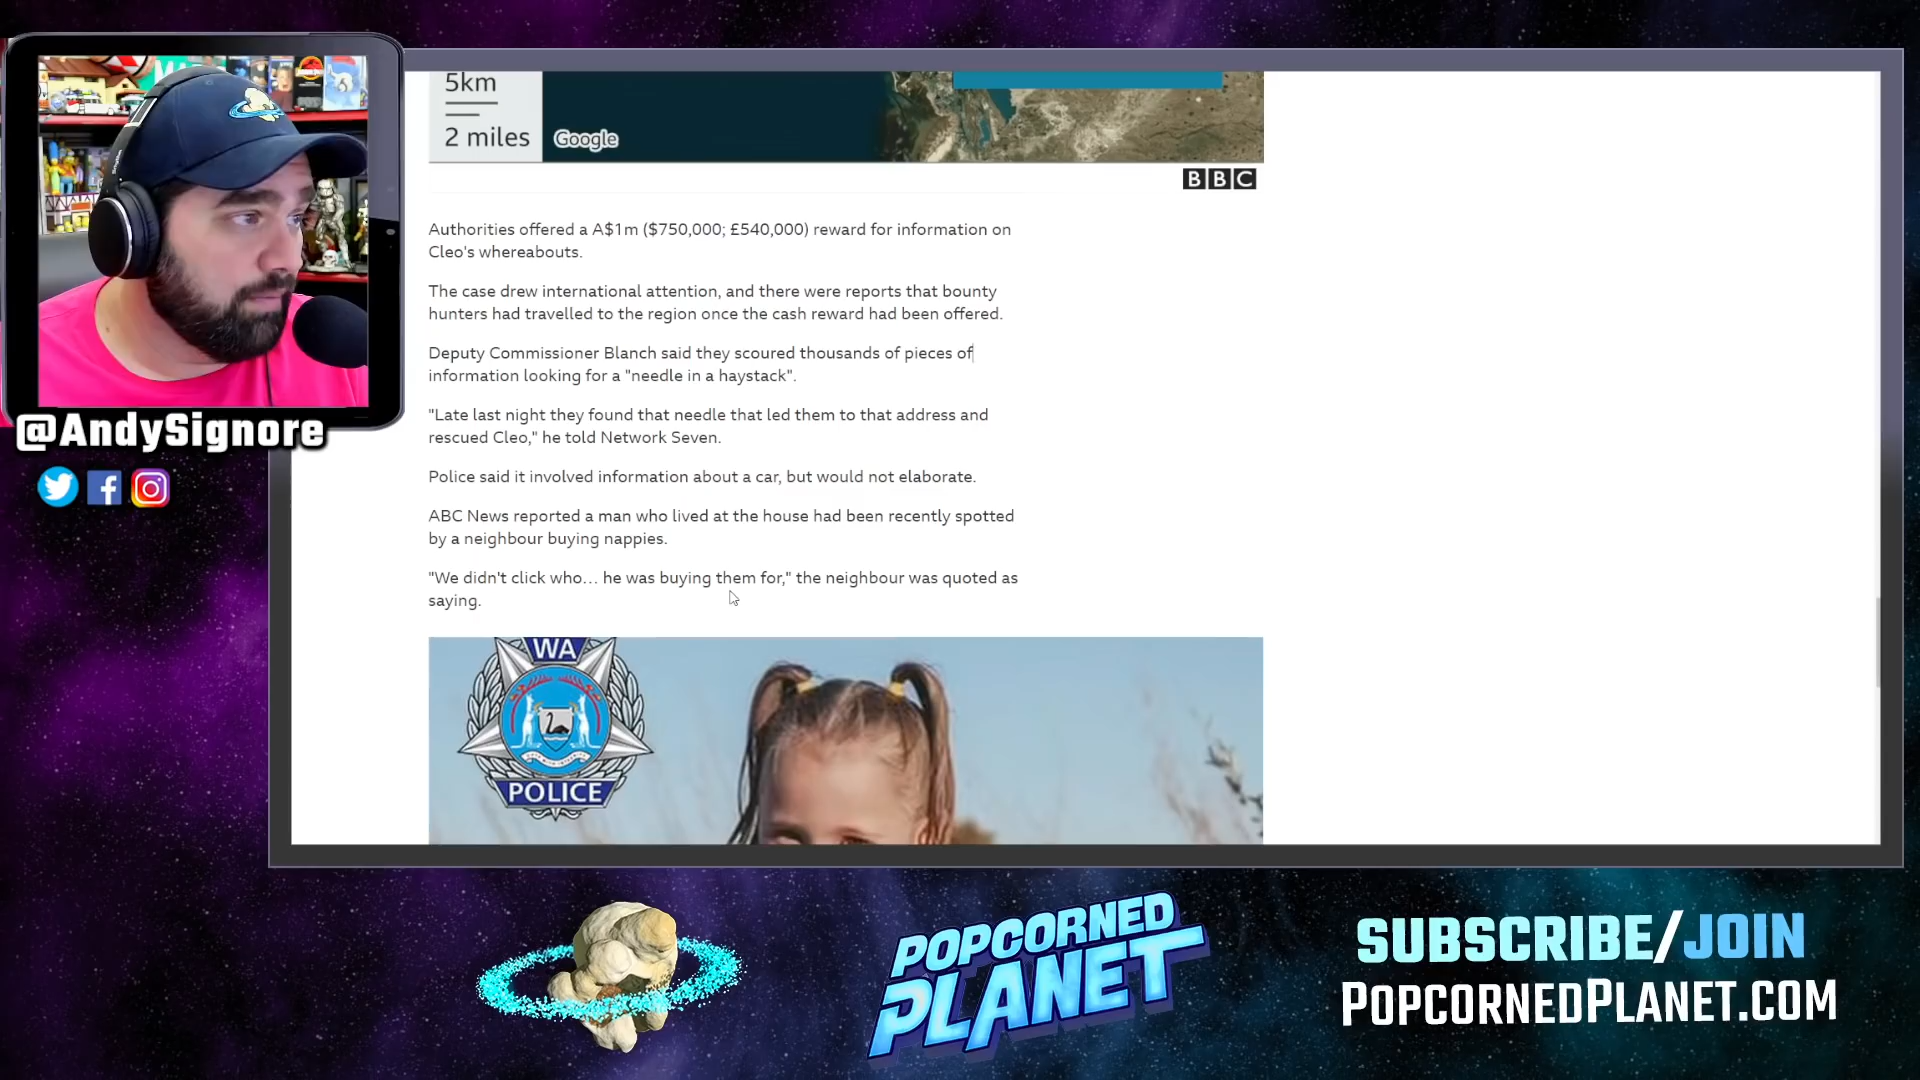 5km
2 miles
Google
BBC
Authorities offered a A$1m ($750,000; £540,000) reward for information on
Cleo's whereabouts.
The case drew international attention, and there were reports that bounty
hunters had travelled to the region once the cash reward had been offered.
Deputy Commissioner Blanch said they scoured thousands of pieces of
information looking for a "needle in a haystack".
"Late last night they found that needle that led them to that address and
rescued Cleo," he told Network Seven.
Police said it involved information about a car, but would not elaborate.
ABC News reported a man who lived at the house had been recently spotted
by a neighbour buying nappies.
"We didn't click who... he was buying them for," the neighbour was quoted as
saying.
WA
POLICE
@AndySignore
POPCORNED
PLANET
SUBSCRIBE/JOIN
POPCORNEDPLANET.COM